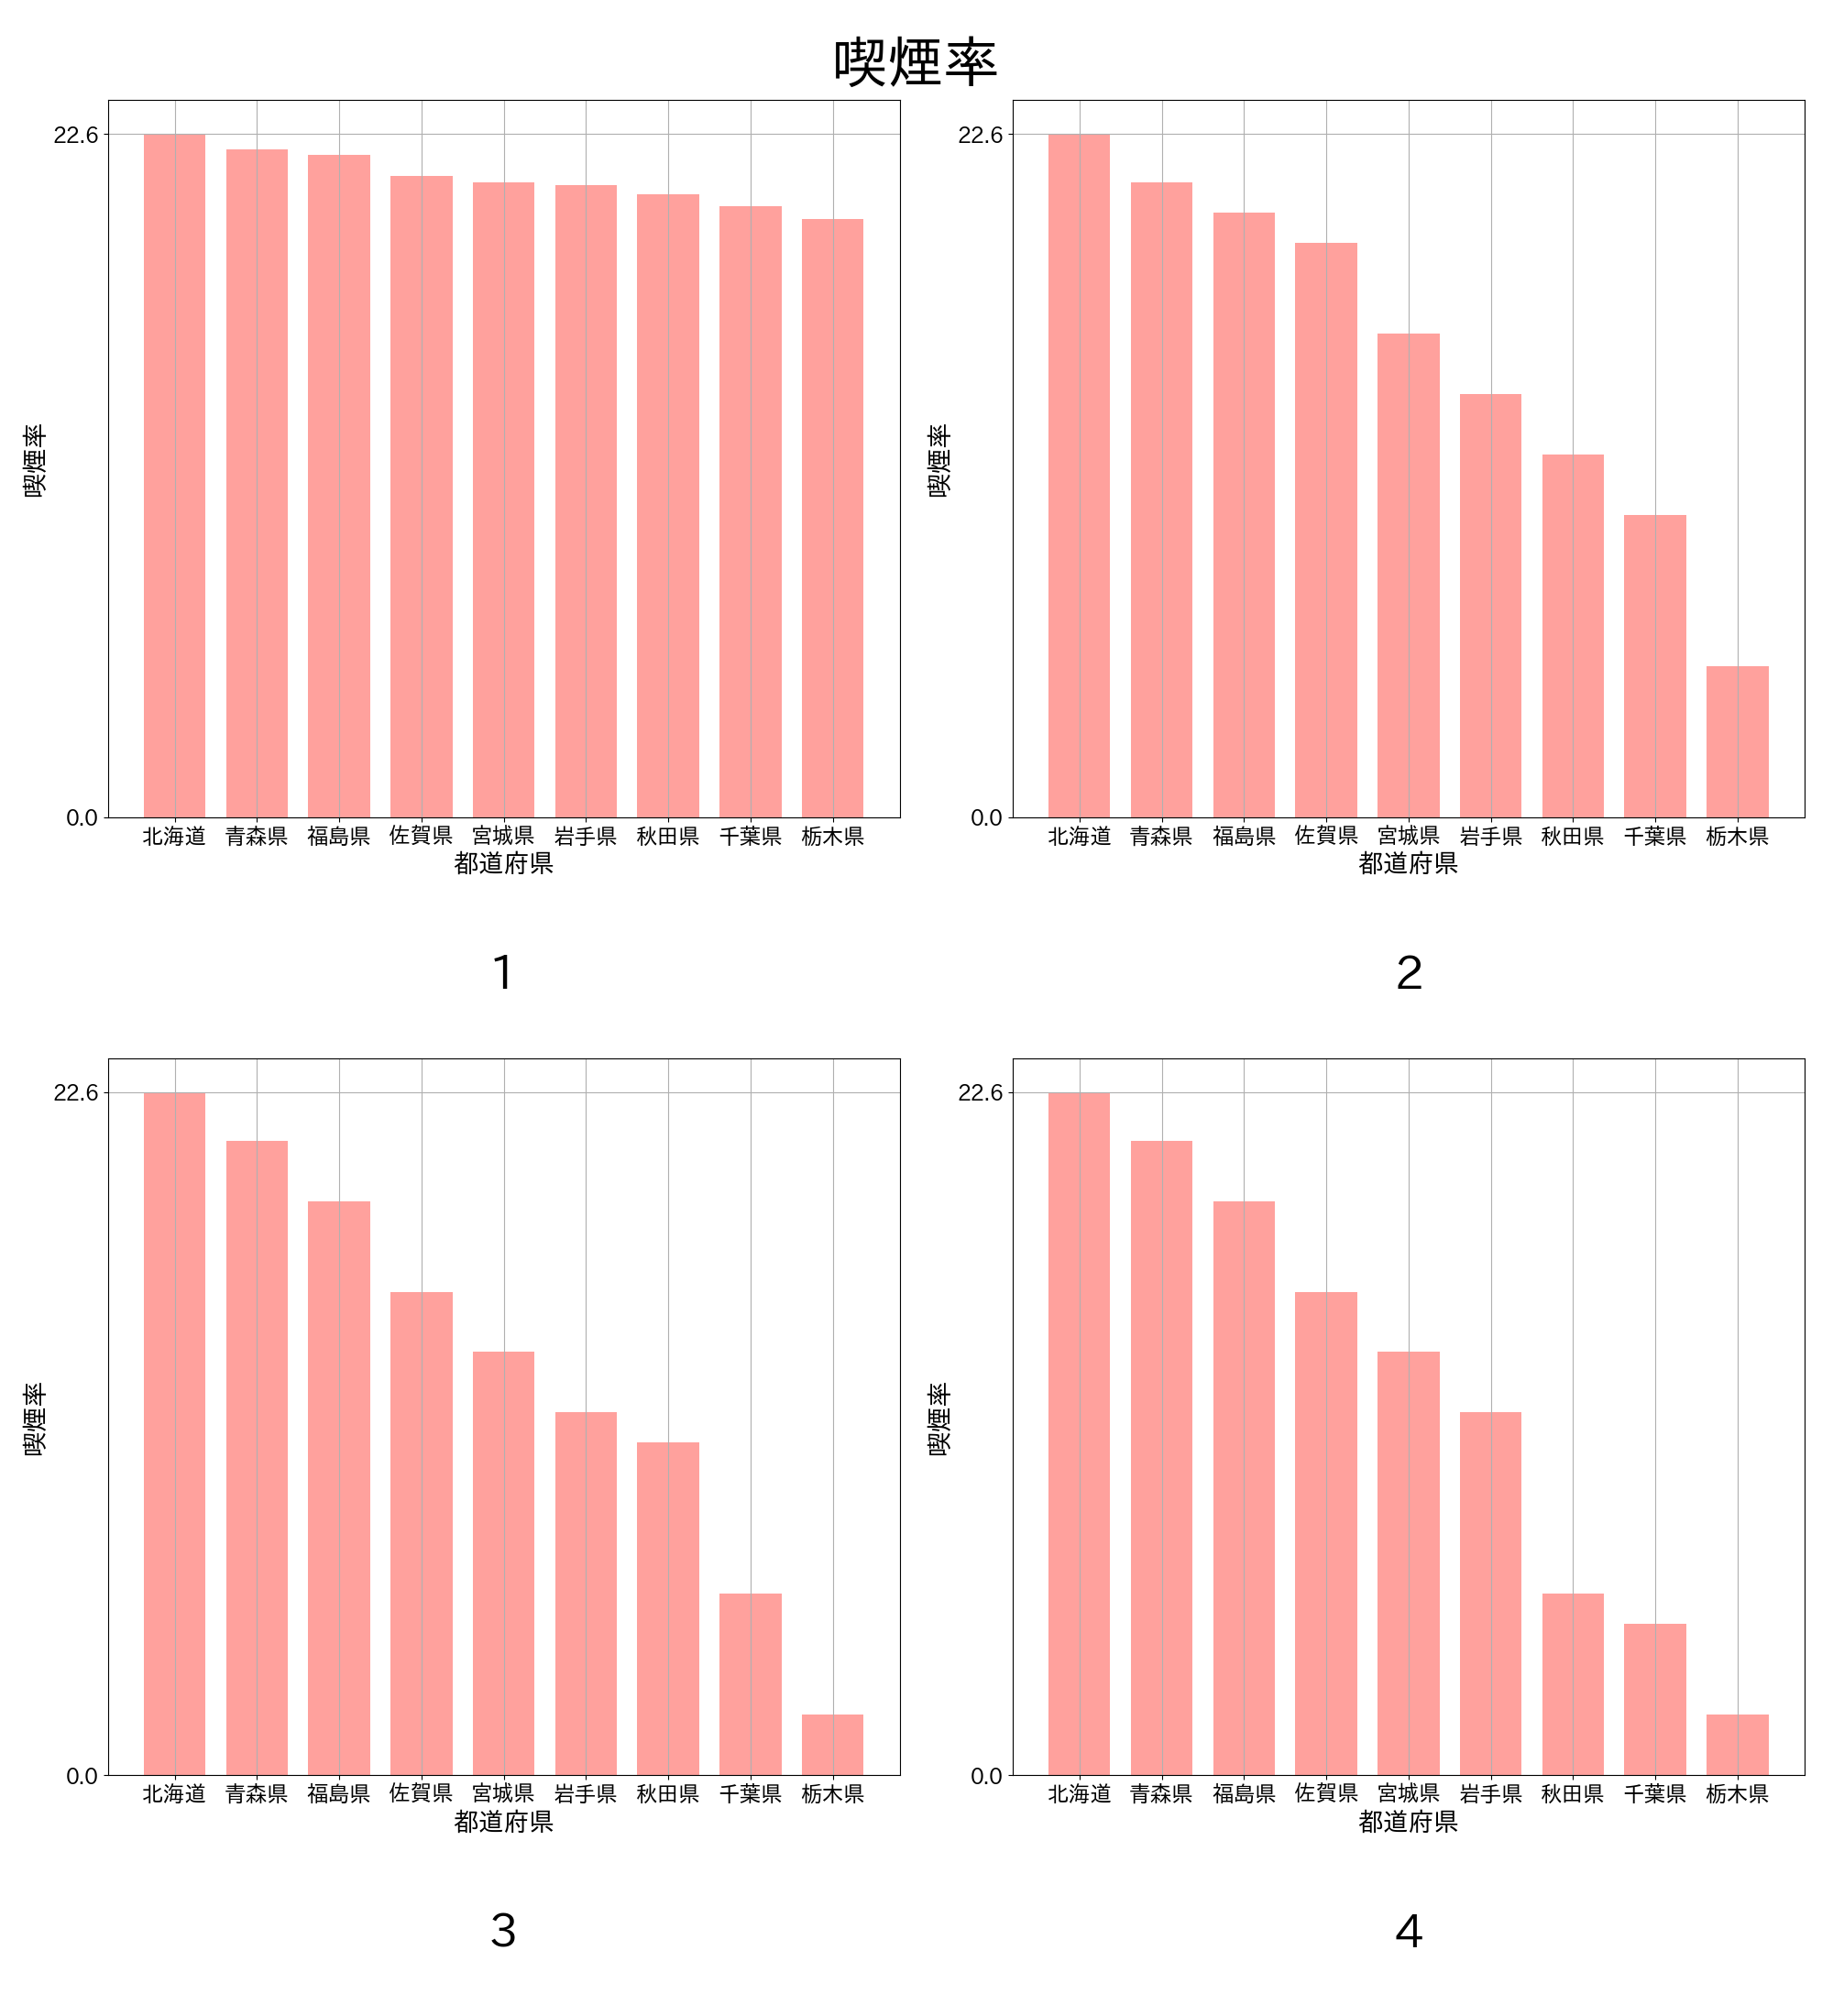 喫煙率
22.6
喫煙率
0.0
北海道 青森県 福島県 佐賀県 宮城県 岩手県 秋田県 千葉県 栃木県
都道府県
1
22.6
喫煙率
0.0
北海道 青森県 福島県 佐賀県 宮城県 岩手県 秋田県 千葉県 栃木県
都道府県
2
22.6
喫煙率
0.0
北海道 青森県 福島県 佐賀県 宮城県 岩手県 秋田県 千葉県 栃木県
都道府県
3
22.6
喫煙率
0.0
北海道 青森県 福島県 佐賀県 宮城県 岩手県 秋田県 千葉県 栃木県
都道府県
4